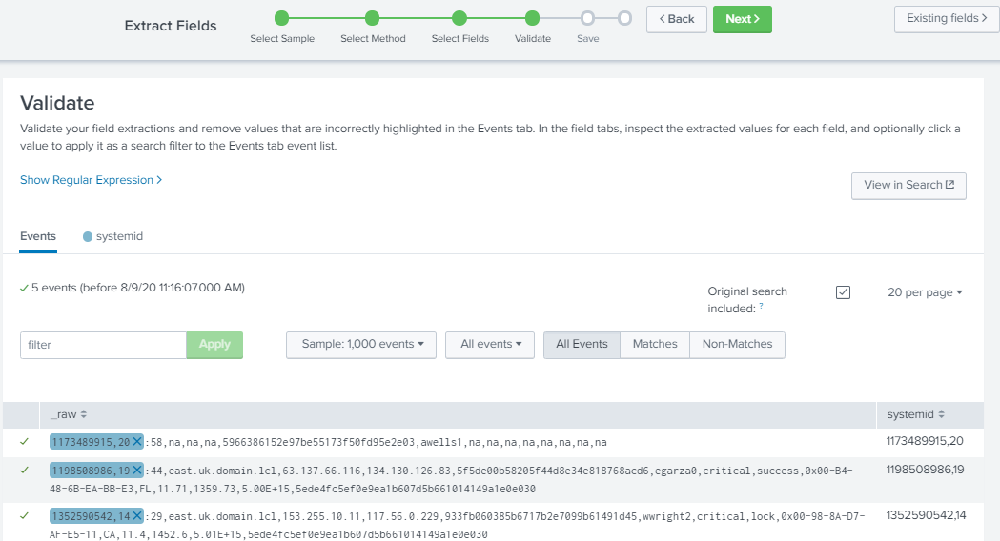 Extract Fields
Select Sample
Select Method
Select Fields
Validate
Save
< Back
Next >
Existing fields >
Validate
Validate your field extractions and remove values that are incorrectly highlighted in the Events tab. In the field tabs, inspect the extracted values for each field, and optionally click a
value to apply it as a search filter to the Events tab event list.
Show Regular Expression >
View in Search
Events
systemid
✓ 5 events (before 8/9/20 11:16:07.000 AM)
Original search
included: ?
20 per page
filter
Apply
Sample: 1,000 events
All events
All Events
Matches
Non-Matches
_raw
systemid
1173489915,20 X :58,na,na,na,5966386152e97be55173f50fd95e2e03,awells1,na,na,na,na,na,na,na,na
1173489915,20
1198508986,19 X :44,east.uk.domain.lcl,63.137.66.116,134.130.126.83,5f5de00b58205f44d8e34e818768acd6,egarza0,critical,success,0x00-B4-
48-6B-EA-BB-E3,FL,11.71,1359.73,5.00E+15,5ede4fc5ef0e9ea1b607d5b661014149a1e0e030
1198508986,19
1352590542,14 X :29,east.uk.domain.lcl,153.255.10.11,117.56.0.229,933fb060385b6717b2e7099b61491d45,wwright2,critical,lock,0x00-98-8A-D7-
AF-E5-11,CA,11.4,1452.6,5.01E+15,5ede4fc5ef0e9ea1b607d5b661014149a1e0e030
1352590542,14